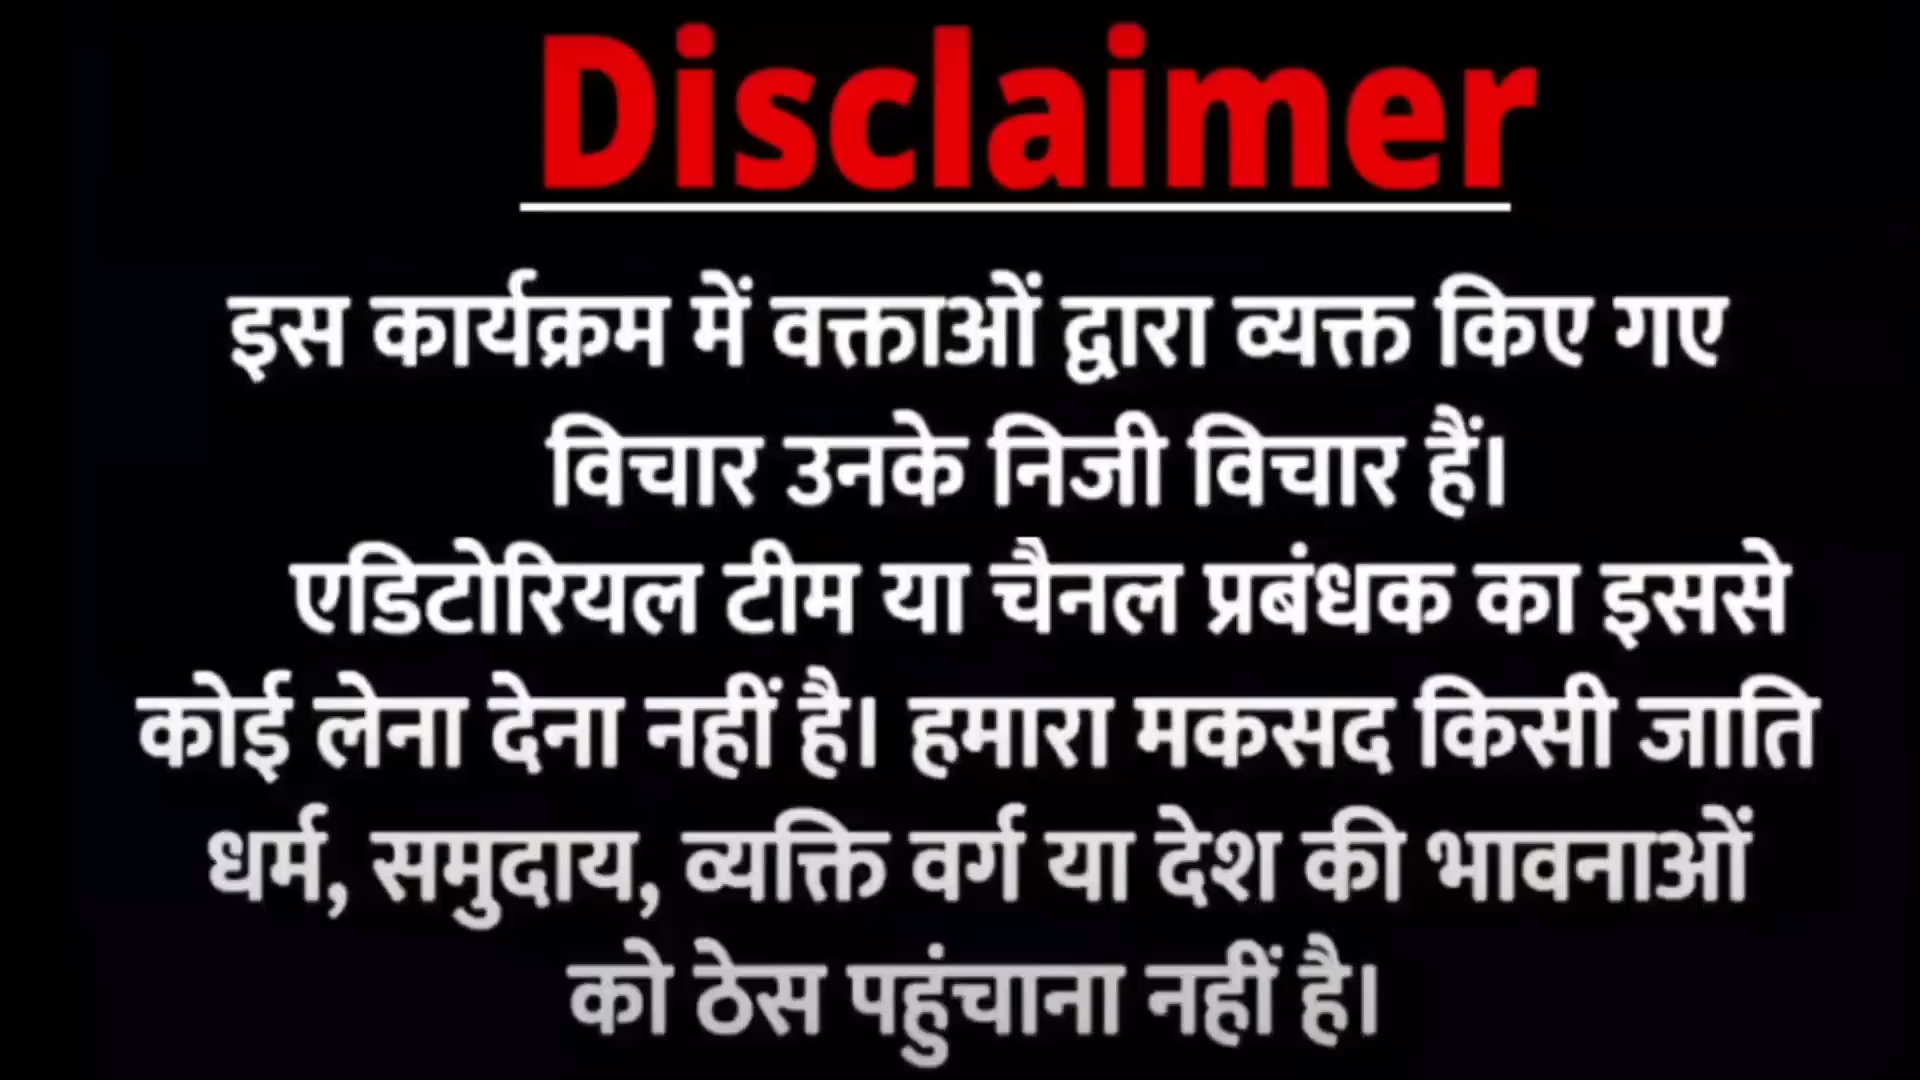 Disclaimer
इस कार्यक्रम में वक्ताओं द्वारा व्यक्त किए गए
विचार उनके निजी विचार हैं।
एडिटोरियल टीम या चैनल प्रबंधक का इससे
कोई लेना देना नहीं है। हमारा मकसद किसी जाति
धर्म, समुदाय, व्यक्ति वर्ग या देश की भावनाओं
को ठेस पहुंचाना नहीं है।